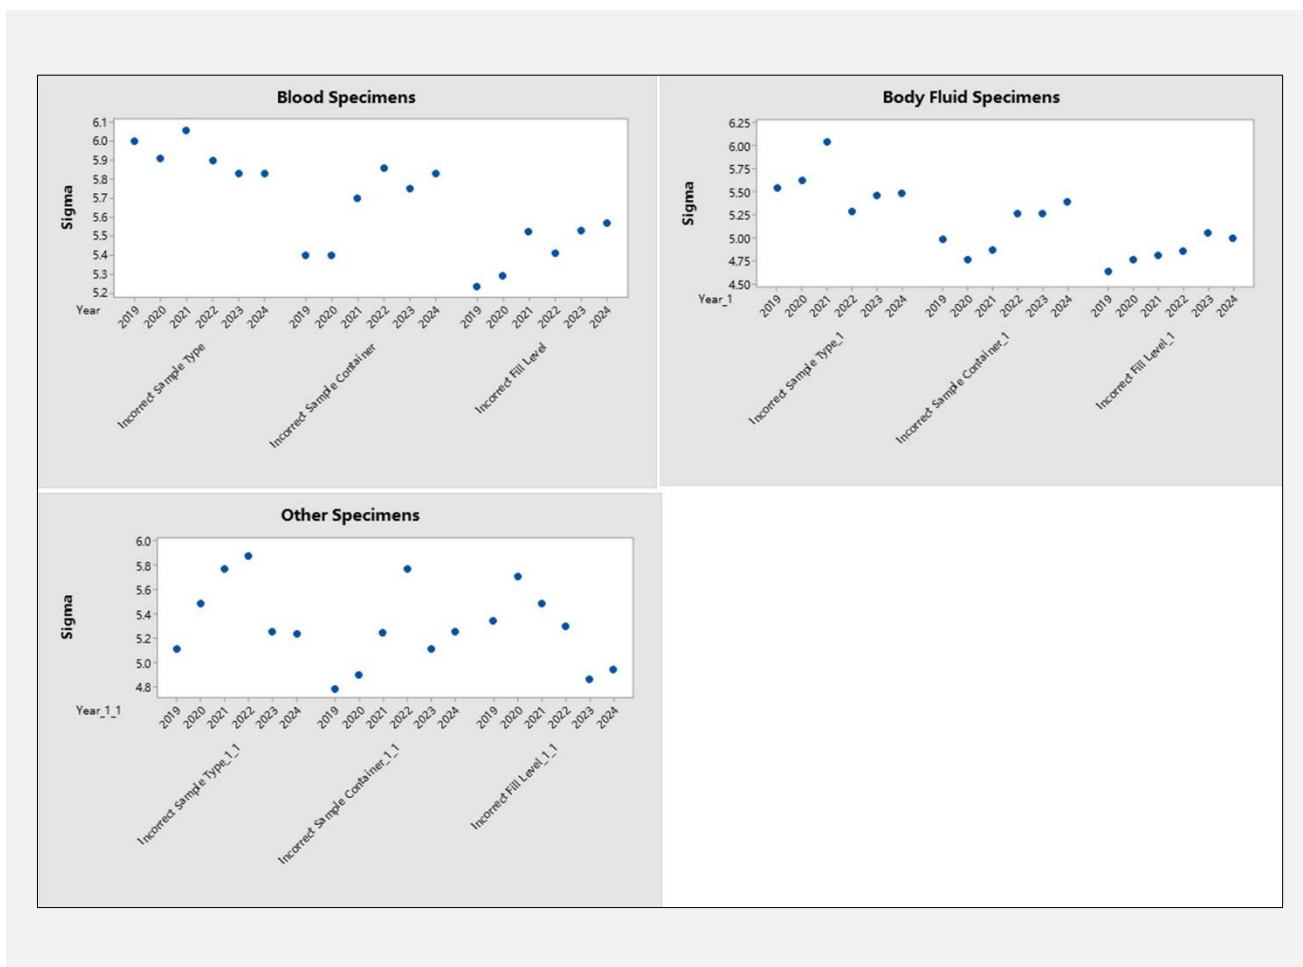 Blood Specimens
6.1
6.0
5.9
5.8
5.7
5.6
5.5
5.4
5.3
5.2
Sigma
Year
2019 2020 2021 2022 2023 2024 2019 2020 2021 2022 2023 2024 2019 2020 2021 2022 2023 2024
Incorrect Sample Type
Incorrect Sample Container
Incorrect Fill Level
Body Fluid Specimens
6.25
6.00
5.75
5.50
5.25
5.00
4.75
4.50
Sigma
Year_1
2019 2020 2021 2022 2023 2024 2019 2020 2021 2022 2023 2024 2019 2020 2021 2022 2023 2024
Incorrect Sample Type_1
Incorrect Sample Container_1
Incorrect Fill Level_1
Other Specimens
6.0
5.8
5.6
5.4
5.2
5.0
4.8
Sigma
Year_1_1
2019 2020 2021 2022 2023 2024 2019 2020 2021 2022 2023 2024 2019 2020 2021 2022 2023 2024
Incorrect Sample Type_1_1
Incorrect Sample Container_1_1
Incorrect Fill Level_1_1